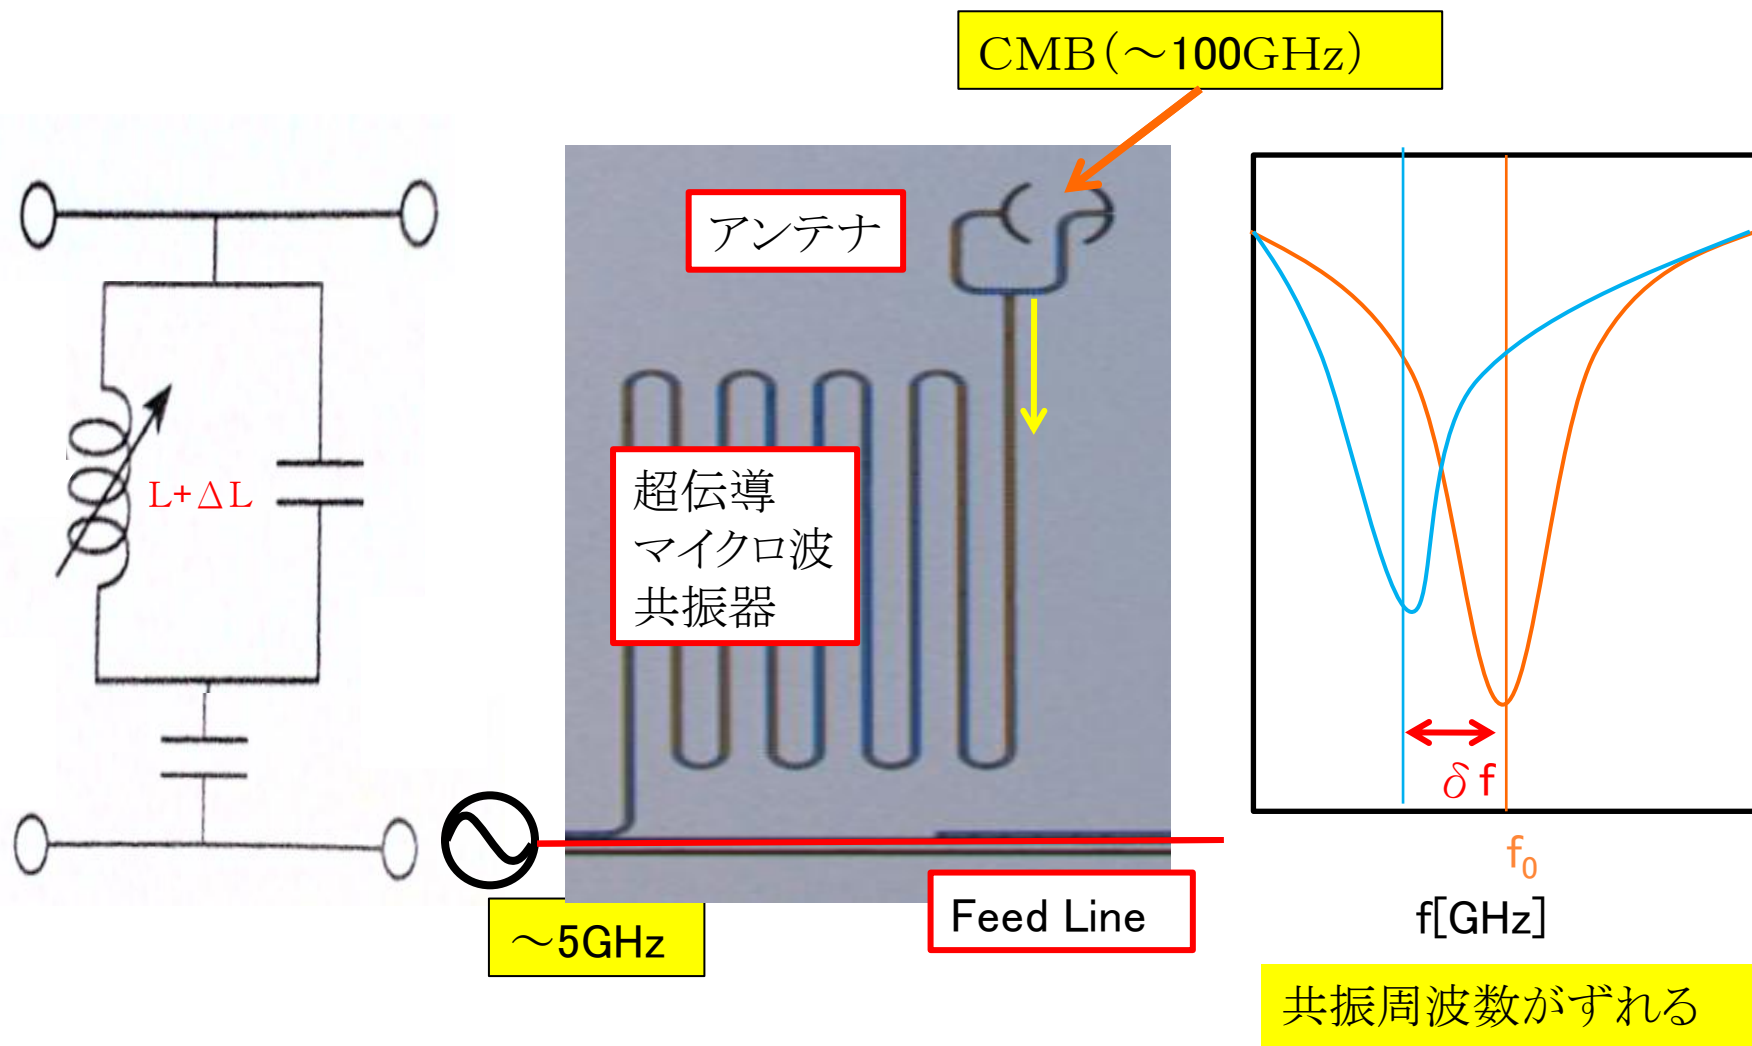 CMB(～100GHz)
アンテナ
L+ΔL
超伝導
マイクロ波
共振器
δf
f₀
f[GHz]
Feed Line
～5GHz
共振周波数がずれる